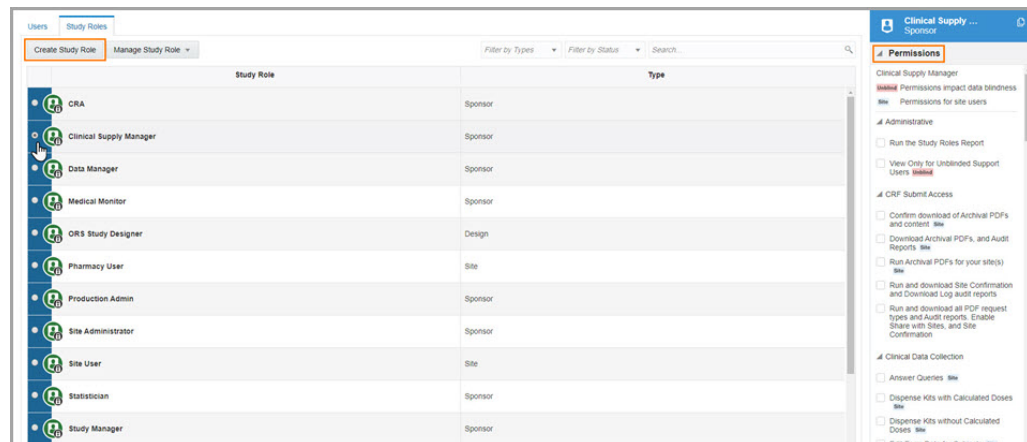 Users Study Roles
Create Study Role Manage Study Role Filter by Types Filter by Status Search...
Study Role Type
CRA Sponsor
Clinical Supply Manager Sponsor
Data Manager Sponsor
Medical Monitor Sponsor
ORS Study Designer Design
Pharmacy User Site
Production Admin Sponsor
Site Administrator Sponsor
Site User Site
Statistician Sponsor
Study Manager Sponsor
Clinical Supply ...
Sponsor
Permissions
Clinical Supply Manager
Unblind Permissions impact data blindness
Site Permissions for site users
Administrative
Run the Study Roles Report
View Only for Unblinded Support
Users Unblind
CRF Submit Access
Confirm download of Archival PDFs
and content Site
Download Archival PDFs, and Audit
Reports Site
Run Archival PDFs for your site(s)
Site
Run and download Site Confirmation
and Download Log audit reports
Run and download all PDF request
types and Audit reports. Enable
Share with Sites, and Site
Confirmation
Clinical Data Collection
Answer Queries Site
Dispense Kits with Calculated Doses
Site
Dispense Kits without Calculated
Doses Site